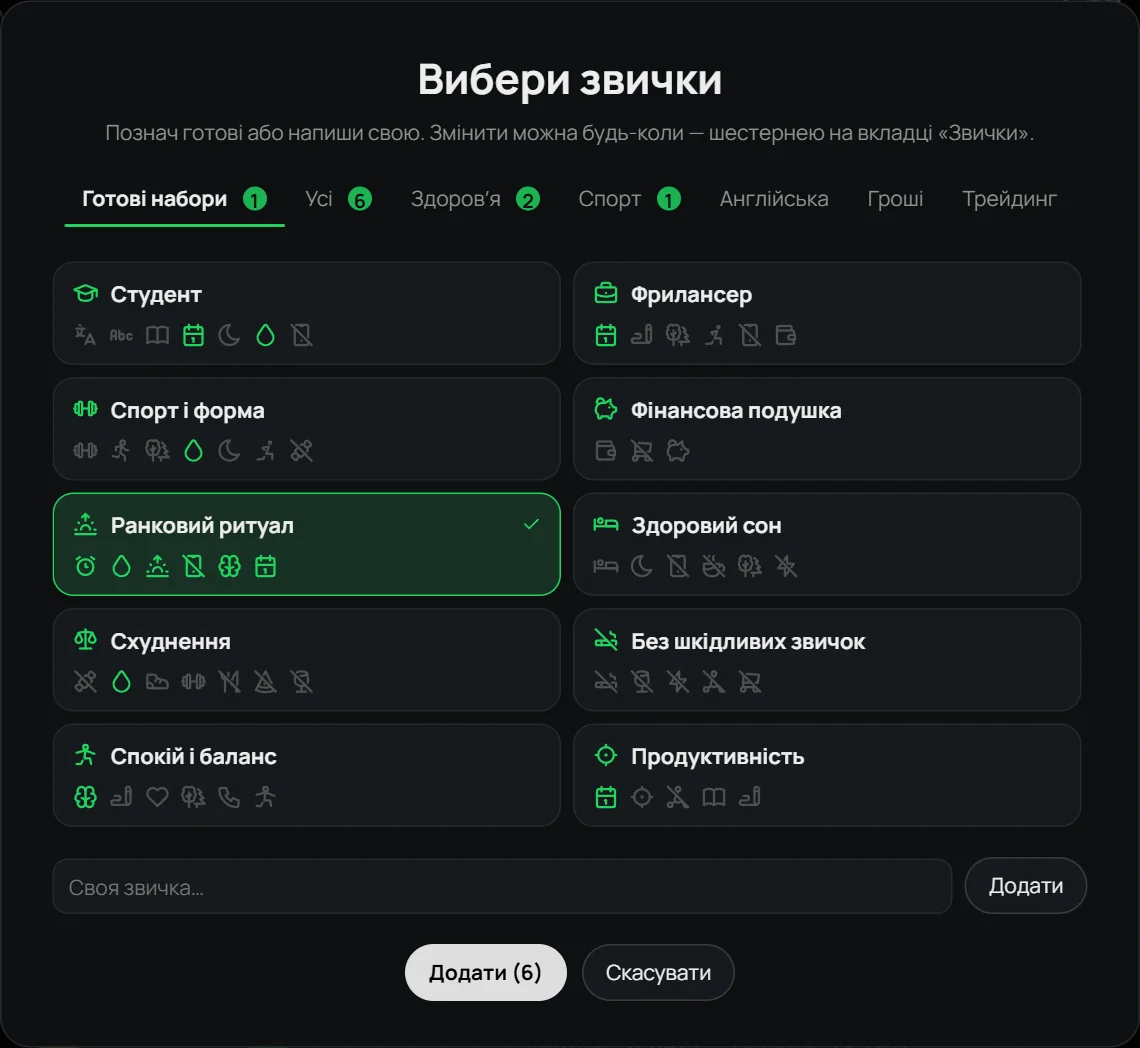 Вибери звички
Познач готові або напиши свою. Змінити можна будь-коли — шестернею на вкладці «Звички».
Готові набори 1 Усі 6 Здоров’я 2 Спорт 1 Англійська Гроші Трейдинг
Студент
Abc
Фрилансер
Спорт і форма
Фінансова подушка
Ранковий ритуал
Здоровий сон
Схуднення
Без шкідливих звичок
Спокій і баланс
Продуктивність
Своя звичка...
Додати
Додати (6)
Скасувати